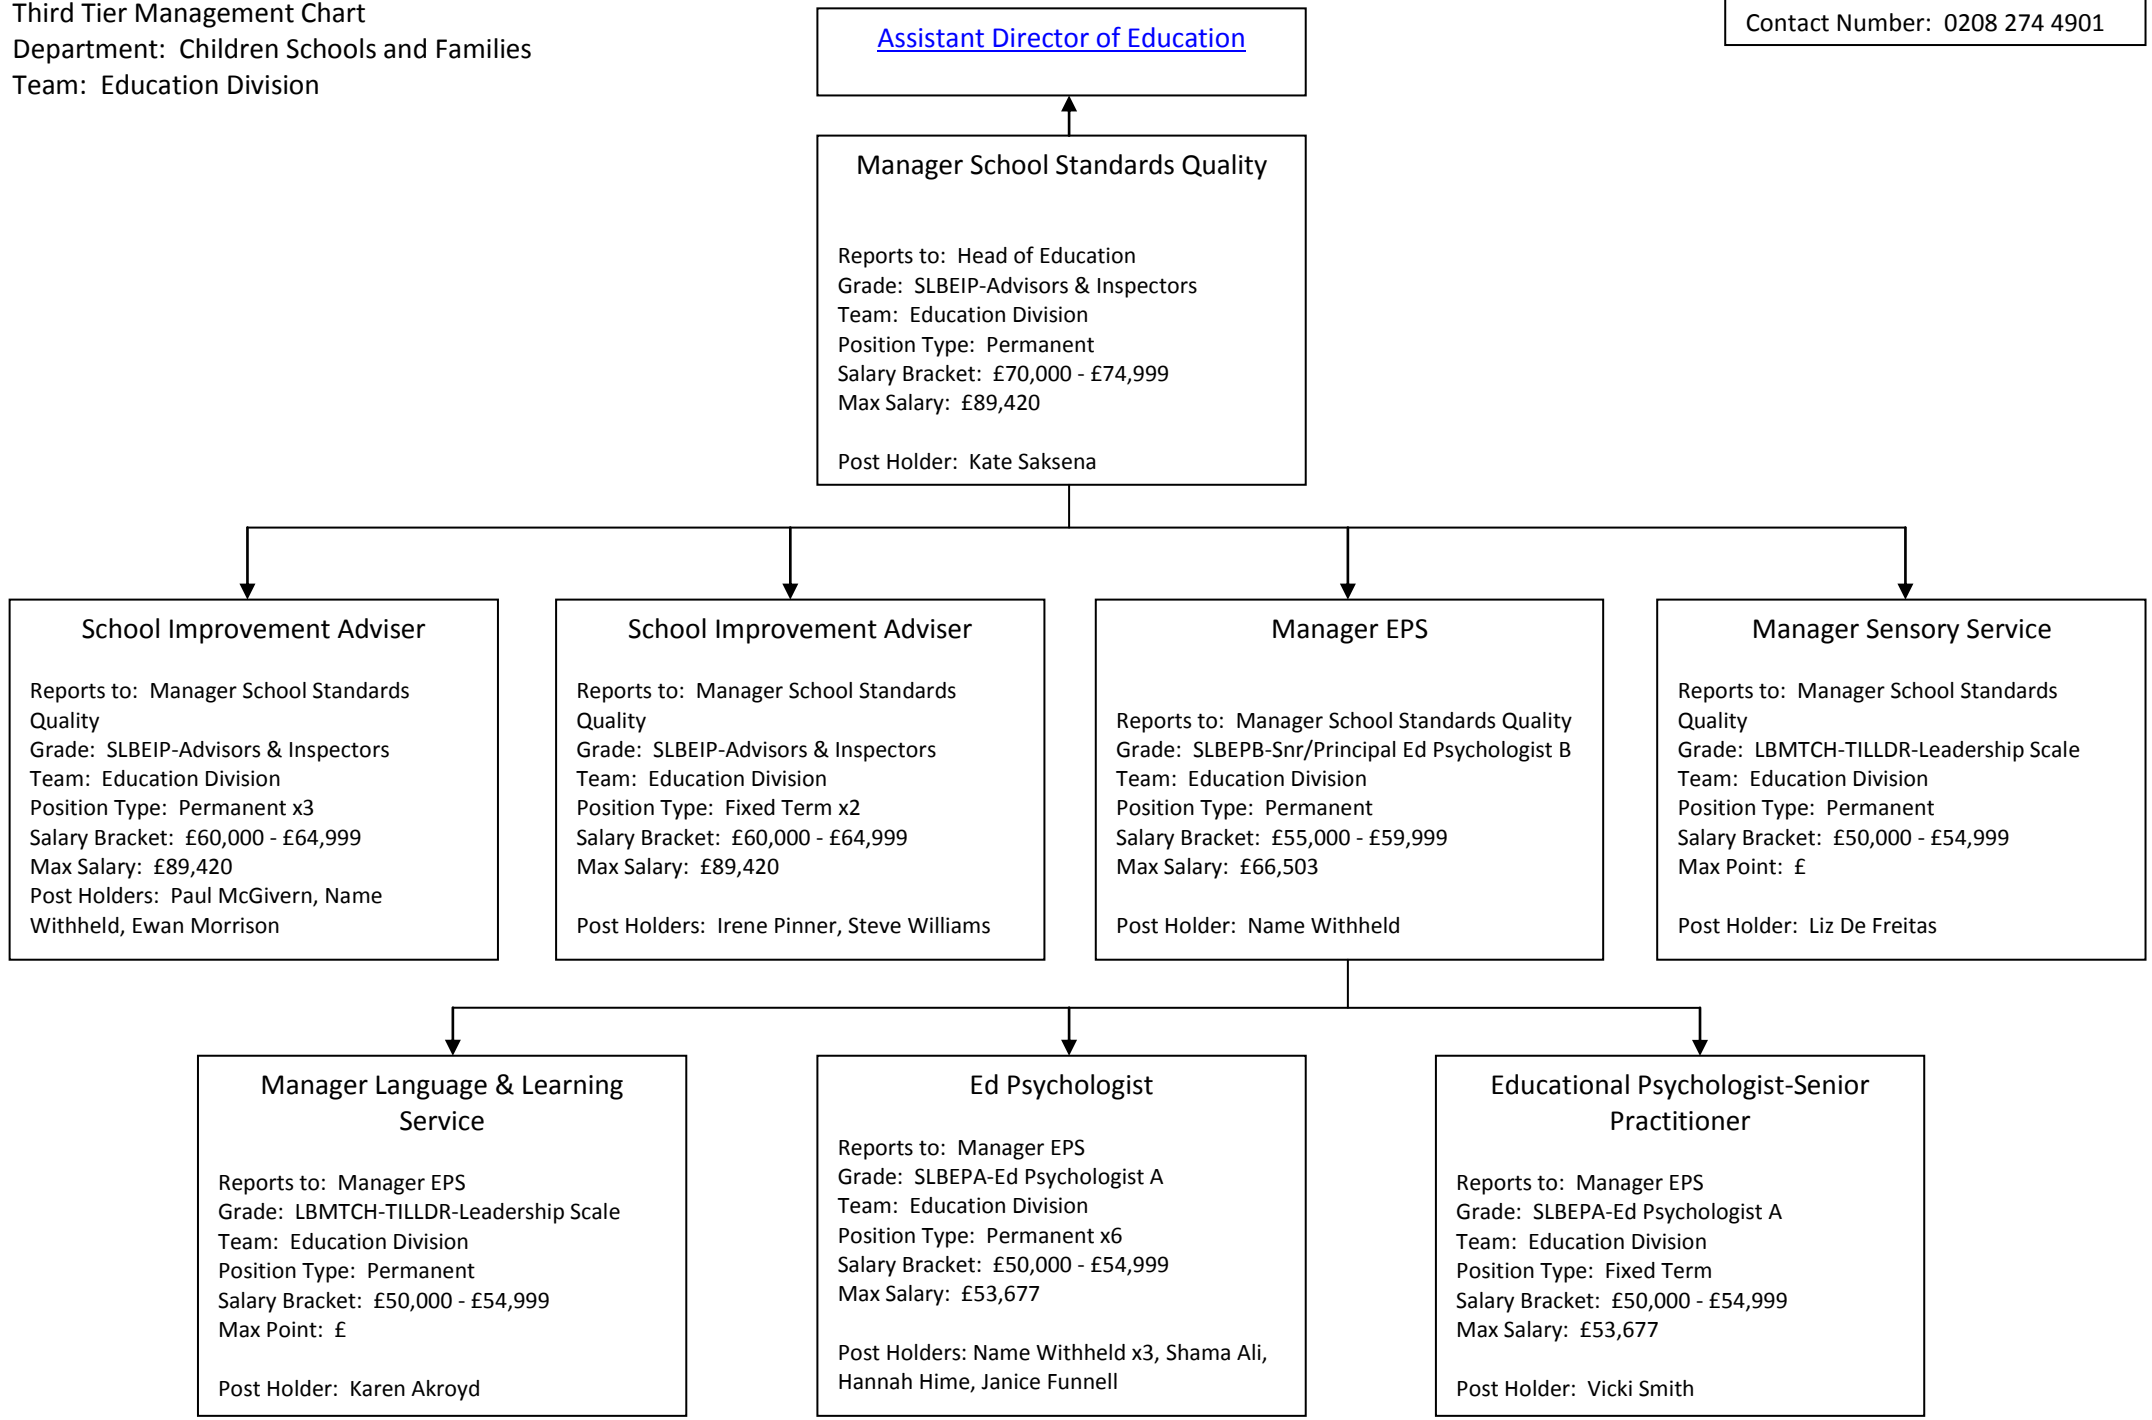 Third Tier Management Chart
Department: Children Schools and Families
Team: Education Division
Assistant Director of Education
Contact Number: 0208 274 4901
Manager School Standards Quality
Reports to: Head of Education
Grade: SLBEIP-Advisors & Inspectors
Team: Education Division
Position Type: Permanent
Salary Bracket: £70,000 - £74,999
Max Salary: £89,420
Post Holder: Kate Saksena
School Improvement Adviser
Reports to: Manager School Standards
Quality
Grade: SLBEIP-Advisors & Inspectors
Team: Education Division
Position Type: Permanent x3
Salary Bracket: £60,000 - £64,999
Max Salary: £89,420
Post Holders: Paul McGivern, Name
Withheld, Ewan Morrison
School Improvement Adviser
Reports to: Manager School Standards
Quality
Grade: SLBEIP-Advisors & Inspectors
Team: Education Division
Position Type: Fixed Term x2
Salary Bracket: £60,000 - £64,999
Max Salary: £89,420
Post Holders: Irene Pinner, Steve Williams
Manager EPS
Reports to: Manager School Standards Quality
Grade: SLBEPB-Snr/Principal Ed Psychologist B
Team: Education Division
Position Type: Permanent
Salary Bracket: £55,000 - £59,999
Max Salary: £66,503
Post Holder: Name Withheld
Manager Sensory Service
Reports to: Manager School Standards
Quality
Grade: LBMTCH-TILLDR-Leadership Scale
Team: Education Division
Position Type: Permanent
Salary Bracket: £50,000 - £54,999
Max Point: £
Post Holder: Liz De Freitas
Manager Language & Learning
Service
Reports to: Manager EPS
Grade: LBMTCH-TILLDR-Leadership Scale
Team: Education Division
Position Type: Permanent
Salary Bracket: £50,000 - £54,999
Max Point: £
Post Holder: Karen Akroyd
Ed Psychologist
Reports to: Manager EPS
Grade: SLBEPA-Ed Psychologist A
Team: Education Division
Position Type: Permanent x6
Salary Bracket: £50,000 - £54,999
Max Salary: £53,677
Post Holders: Name Withheld x3, Shama Ali,
Hannah Hime, Janice Funnell
Educational Psychologist-Senior
Practitioner
Reports to: Manager EPS
Grade: SLBEPA-Ed Psychologist A
Team: Education Division
Position Type: Fixed Term
Salary Bracket: £50,000 - £54,999
Max Salary: £53,677
Post Holder: Vicki Smith